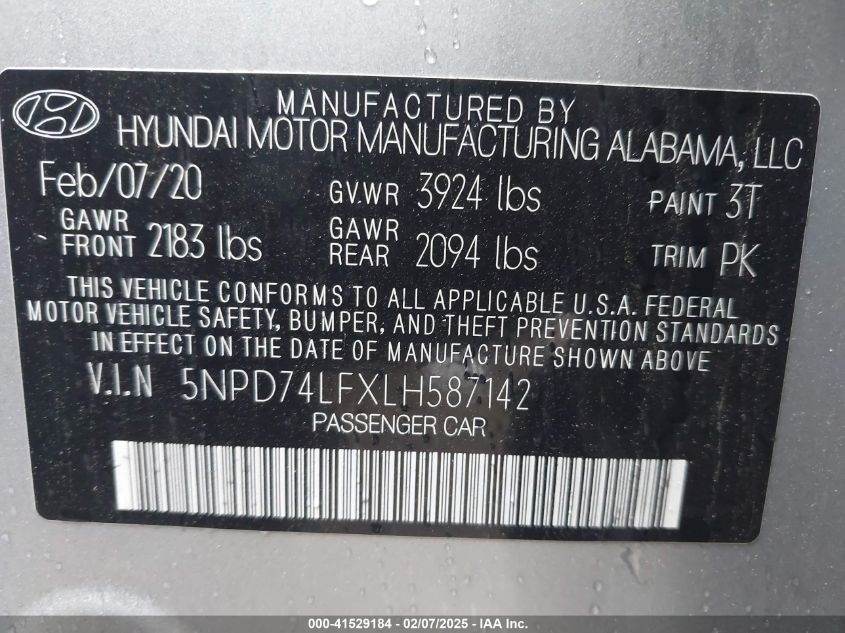 MANUFACTURED BY
HYUNDAI MOTOR MANUFACTURING ALABAMA, LLC
Feb/07/20 GVWR 3924 lbs PAINT 3T
GAWR FRONT 2183 lbs GAWR REAR 2094 lbs TRIM PK
THIS VEHICLE CONFORMS TO ALL APPLICABLE U.S.A. FEDERAL
MOTOR VEHICLE SAFETY, BUMPER, AND THEFT PREVENTION STANDARDS
IN EFFECT ON THE DATE OF MANUFACTURE SHOWN ABOVE
V.I.N 5NPD74LFXLH587142
PASSENGER CAR
000-41529184 - 02/07/2025 - IAA Inc.